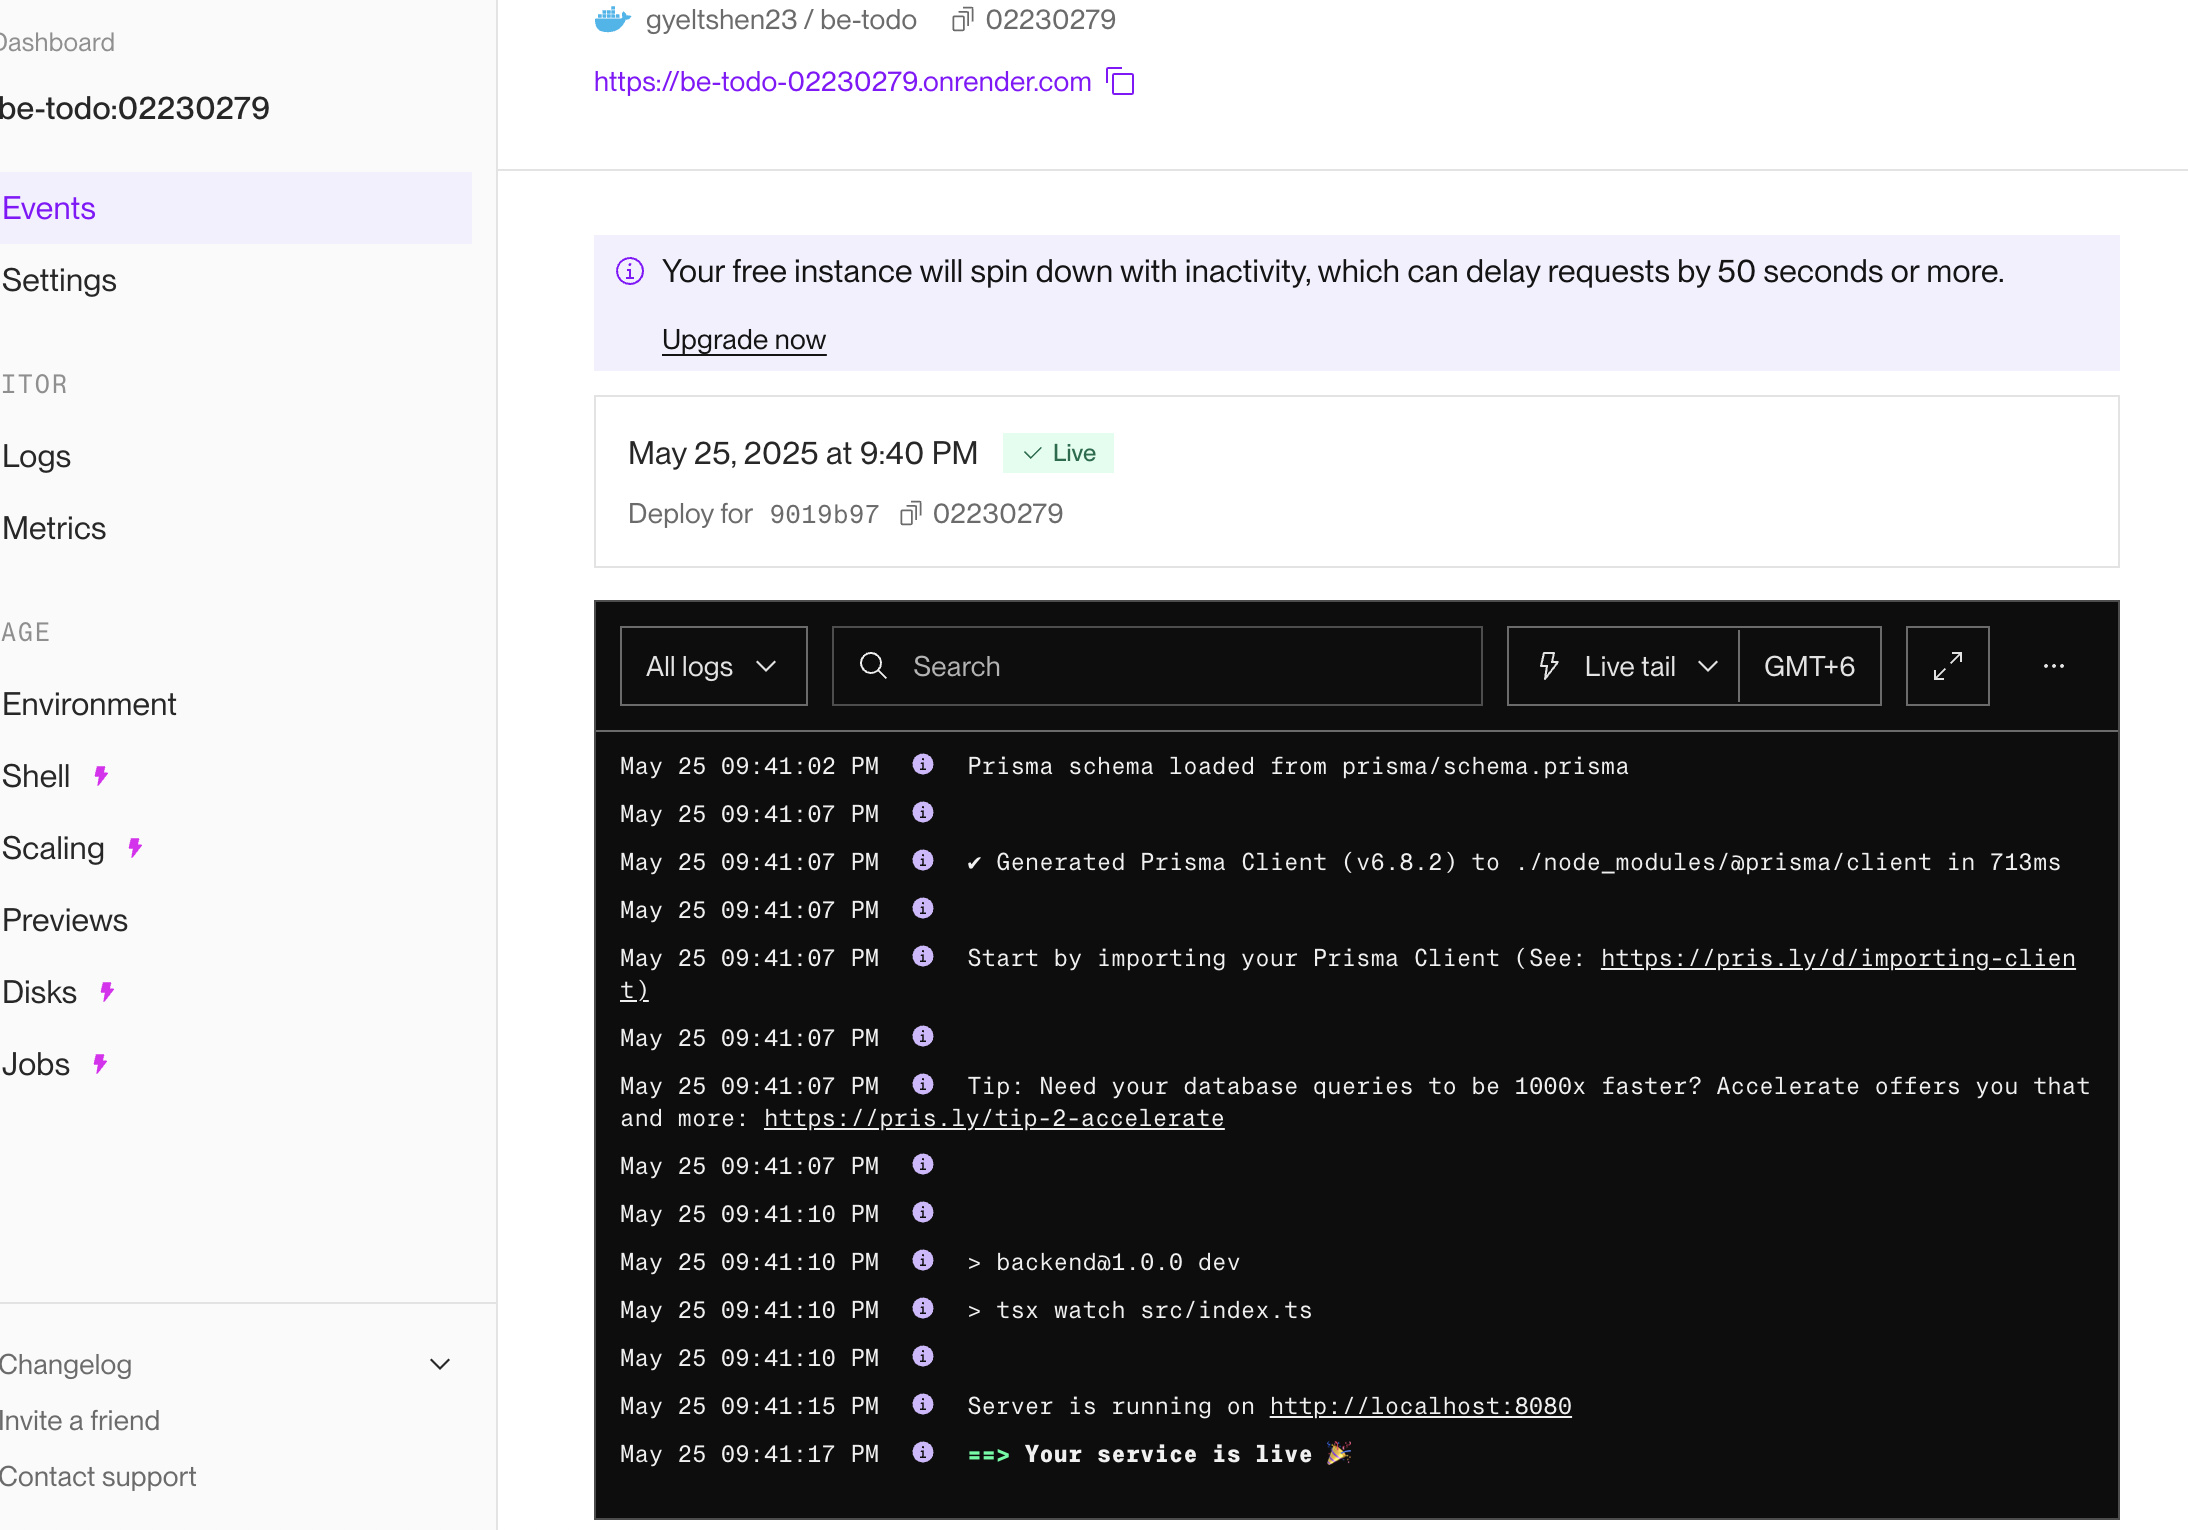 Dashboard
be-todo:02230279
Events
Settings
ITOR
Logs
Metrics
AGE
Environment
Shell
Scaling
Previews
Disks
Jobs
Changelog
Invite a friend
Contact support
gyeltshen23 / be-todo 02230279
https://be-todo-02230279.onrender.com
Your free instance will spin down with inactivity, which can delay requests by 50 seconds or more.
Upgrade now
May 25, 2025 at 9:40 PM Live
Deploy for 9019b97 02230279
All logs Search Live tail GMT+6
May 25 09:41:02 PM Prisma schema loaded from prisma/schema.prisma
May 25 09:41:07 PM
May 25 09:41:07 PM ✔ Generated Prisma Client (v6.8.2) to ./node_modules/@prisma/client in 713ms
May 25 09:41:07 PM
May 25 09:41:07 PM Start by importing your Prisma Client (See: https://pris.ly/d/importing-clien
t)
May 25 09:41:07 PM
May 25 09:41:07 PM Tip: Need your database queries to be 1000x faster? Accelerate offers you that
and more: https://pris.ly/tip-2-accelerate
May 25 09:41:07 PM
May 25 09:41:10 PM
May 25 09:41:10 PM > backend@1.0.0 dev
May 25 09:41:10 PM > tsx watch src/index.ts
May 25 09:41:10 PM
May 25 09:41:15 PM Server is running on http://localhost:8080
May 25 09:41:17 PM ==> Your service is live 🎉